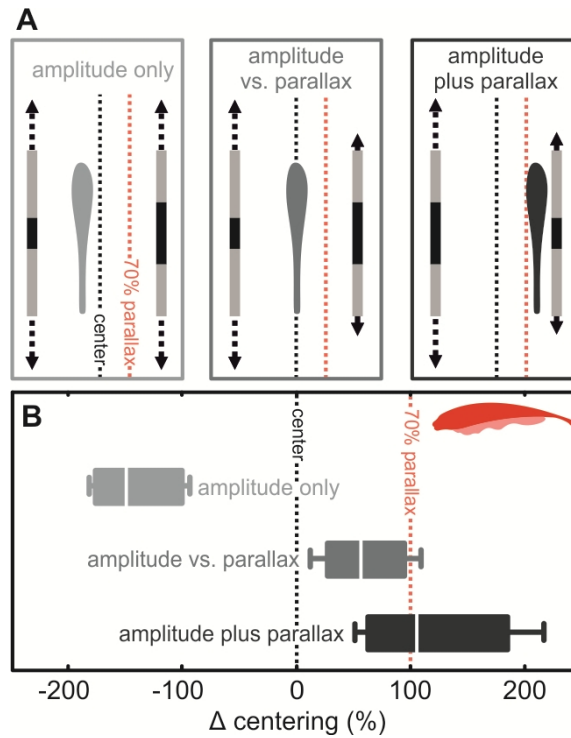 A
amplitude only
center
70% parallax
amplitude
vs. parallax
amplitude
plus parallax
B
center
70% parallax
amplitude only
amplitude vs. parallax
amplitude plus parallax
-200 -100 0 100 200
Δ centering (%)